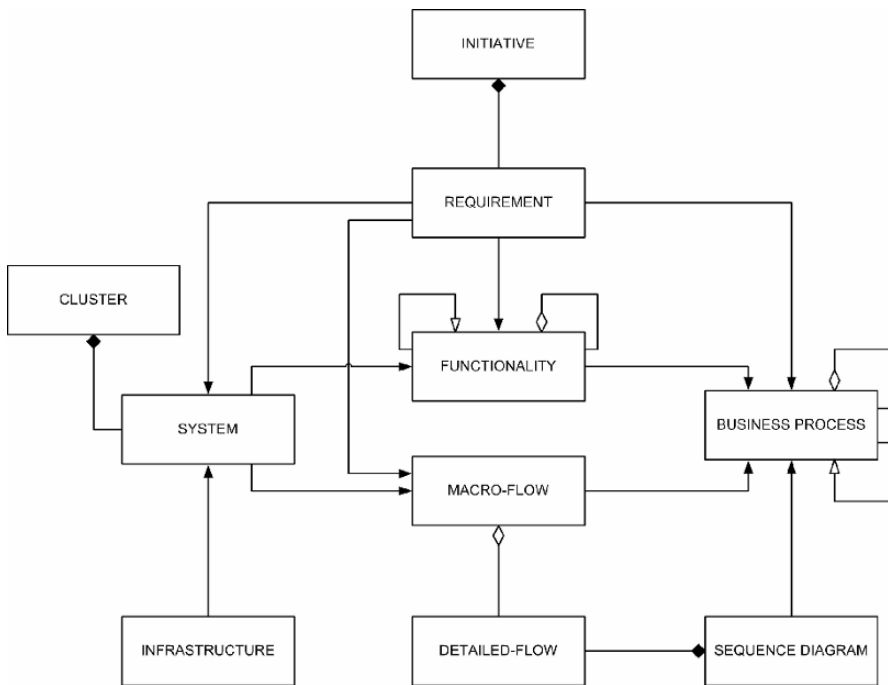 INITIATIVE
REQUIREMENT
CLUSTER
FUNCTIONALITY
SYSTEM
BUSINESS PROCESS
MACRO-FLOW
INFRASTRUCTURE
DETAILED-FLOW
SEQUENCE DIAGRAM